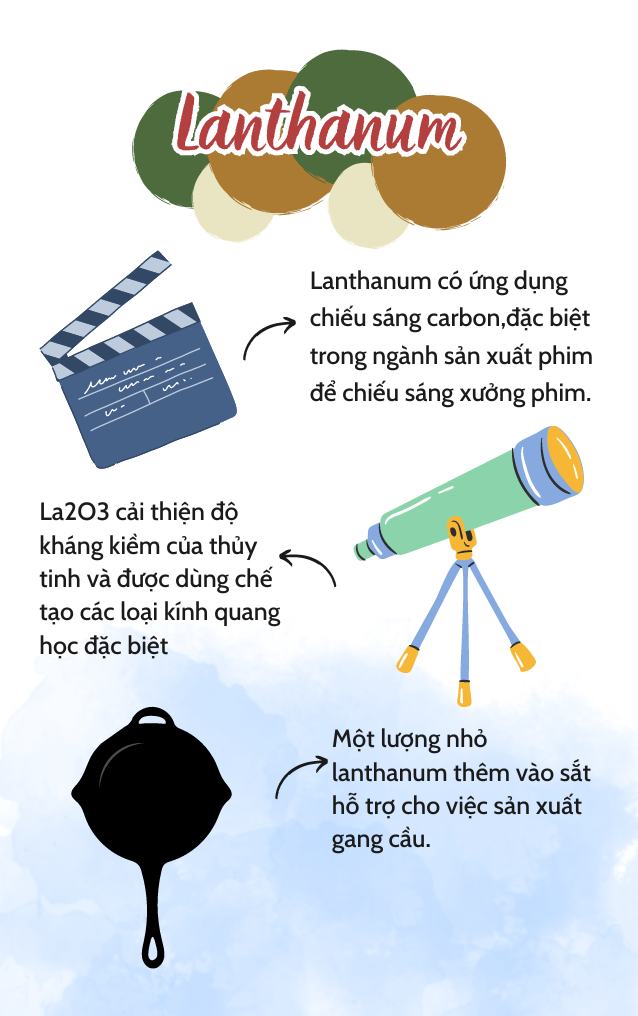 Lanthanum
Lanthanum có ứng dụng
chiếu sáng carbon,đặc biệt
trong ngành sản xuất phim
để chiếu sáng xưởng phim.
La2O3 cải thiện độ
kháng kiềm của thủy
tinh và được dùng chế
tạo các loại kính quang
học đặc biệt
Một lượng nhỏ
lanthanum thêm vào sắt
hỗ trợ cho việc sản xuất
gang cầu.